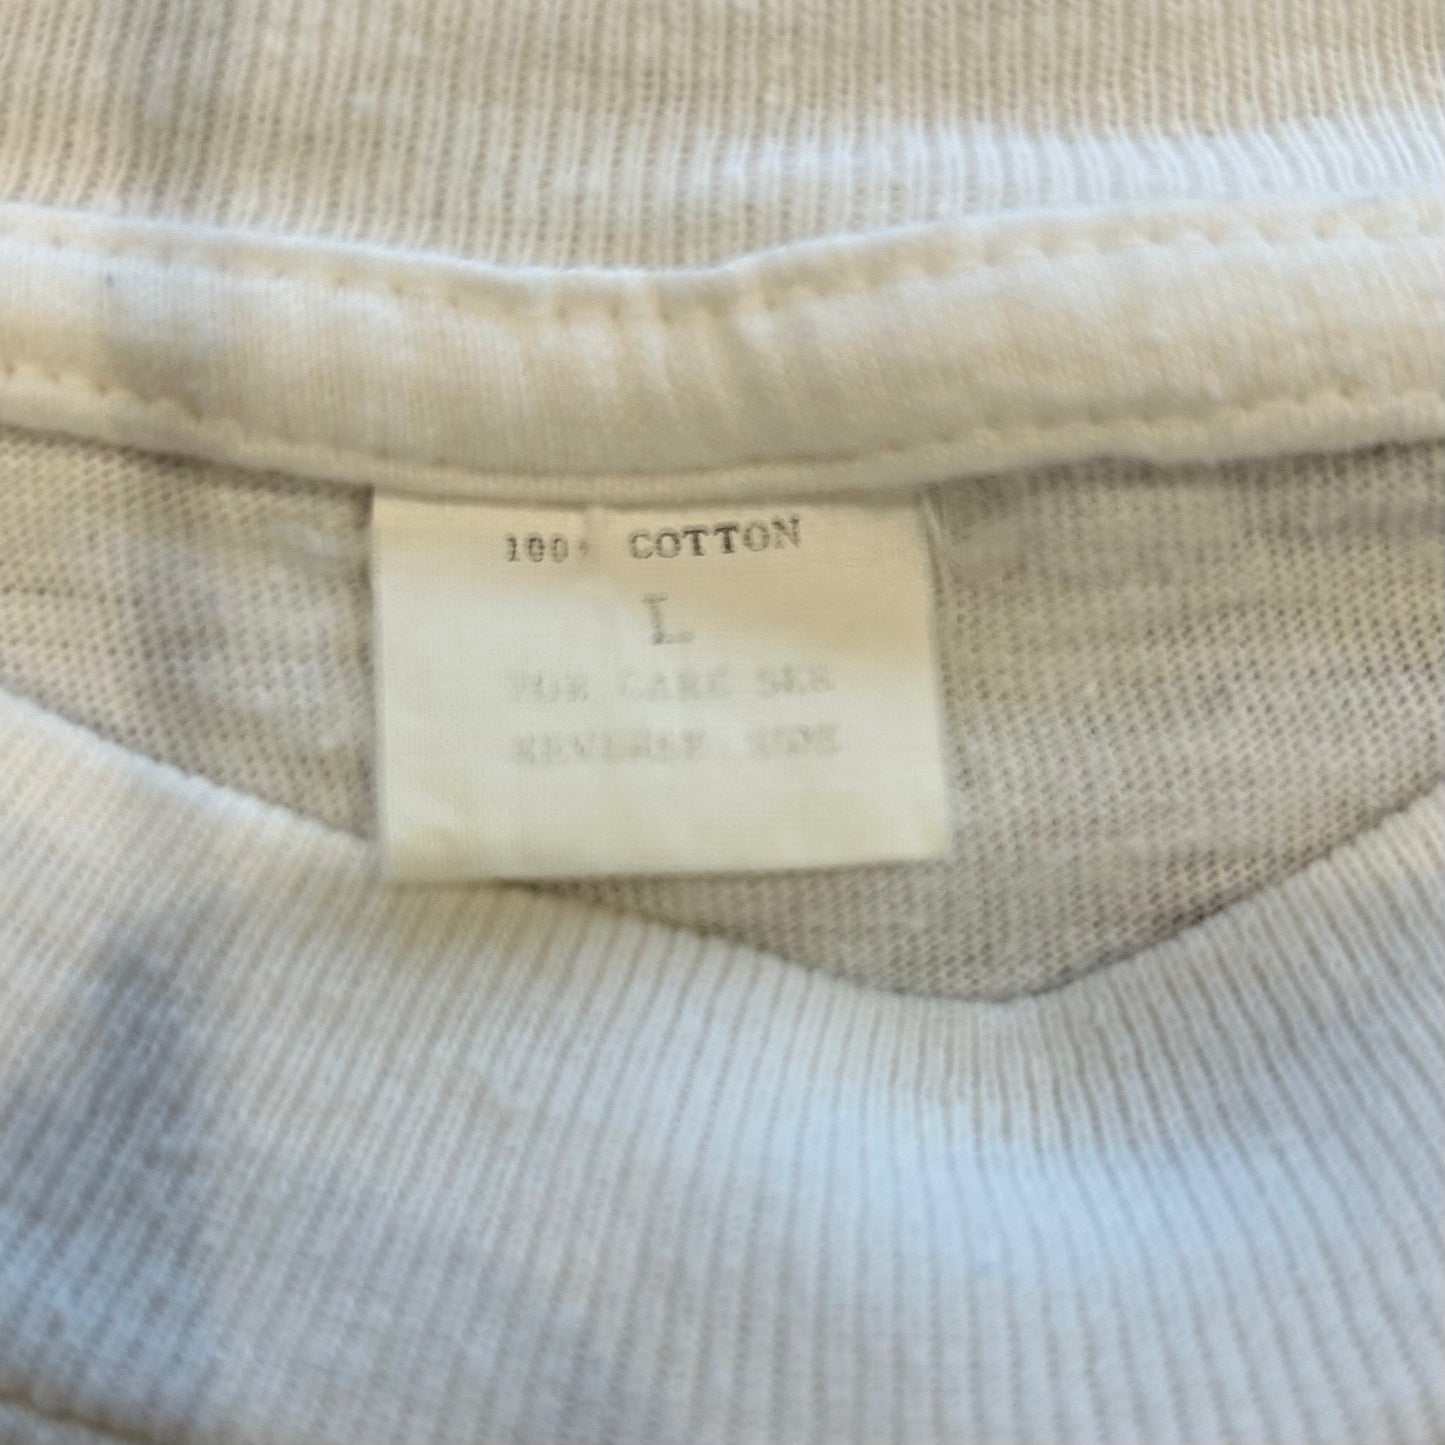 100% COTTON
L
FOR CARE SEE
REVERSE SIDE